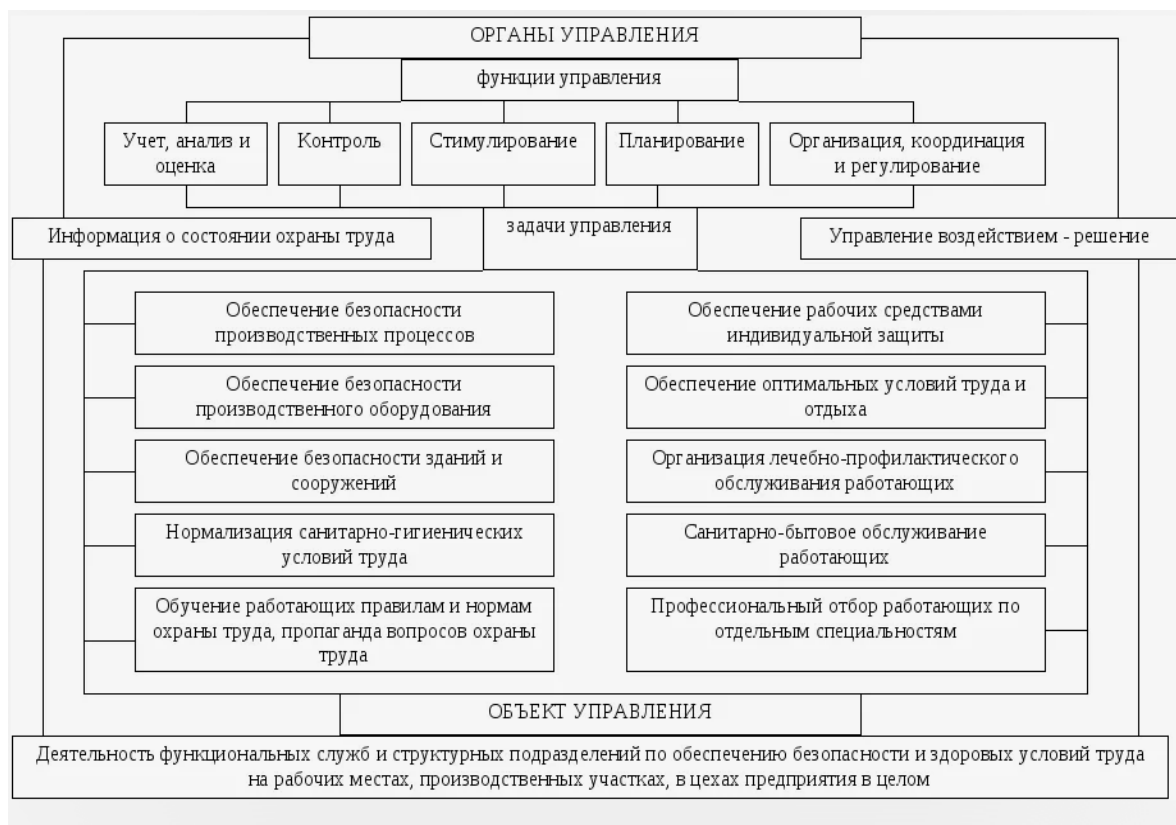 ОРГАНЫ УПРАВЛЕНИЯ
функции управления
Учет, анализ и
оценка
Контроль
Стимулирование
Планирование
Организация, координация
и регулирование
Информация о состоянии охраны труда
задачи управления
Управление воздействием - решение
Обеспечение безопасности
производственных процессов
Обеспечение рабочих средствами
индивидуальной защиты
Обеспечение безопасности
производственного оборудования
Обеспечение оптимальных условий труда и
отдыха
Обеспечение безопасности зданий и
сооружений
Организация лечебно-профилактического
обслуживания работающих
Нормализация санитарно-гигиенических
условий труда
Санитарно-бытовое обслуживание
работающих
Обучение работающих правилам и нормам
охраны труда, пропаганда вопросов охраны
труда
Профессиональный отбор работающих по
отдельным специальностям
ОБЪЕКТ УПРАВЛЕНИЯ
Деятельность функциональных служб и структурных подразделений по обеспечению безопасности и здоровых условий труда
на рабочих местах, производственных участках, в цехах предприятия в целом